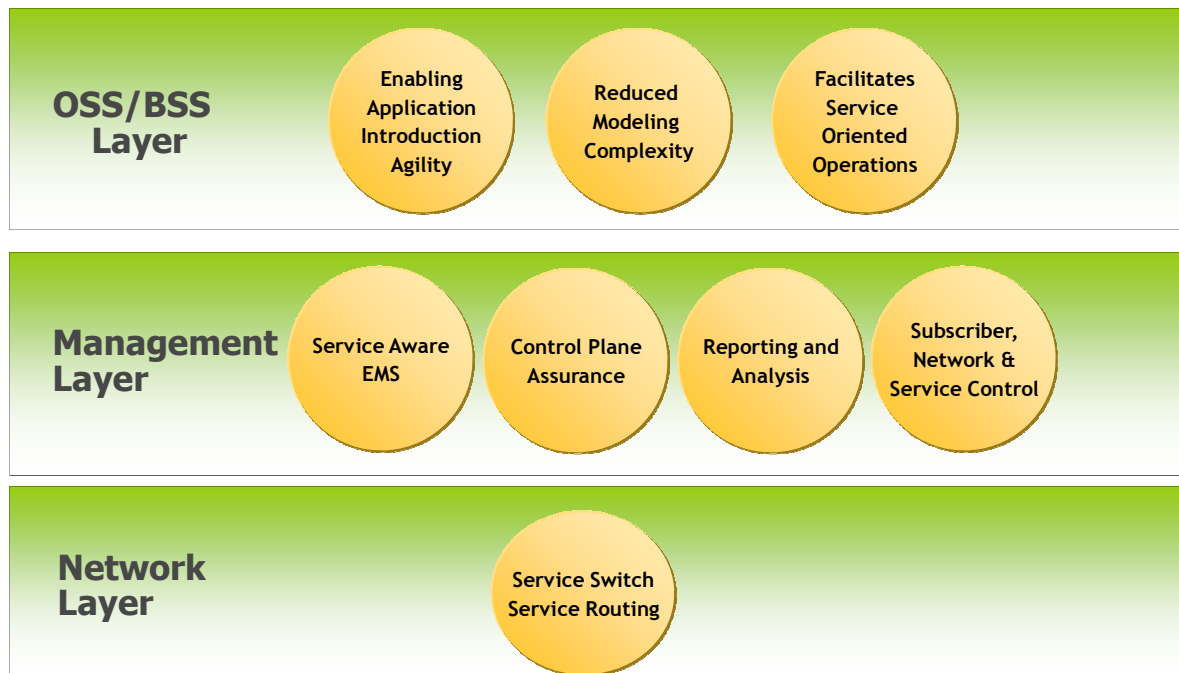 OSS/BSS
Layer
Enabling
Application
Introduction
Agility
Reduced
Modeling
Complexity
Facilitates
Service
Oriented
Operations
Management
Layer
Service Aware
EMS
Control Plane
Assurance
Reporting and
Analysis
Subscriber,
Network &
Service Control
Network
Layer
Service Switch
Service Routing